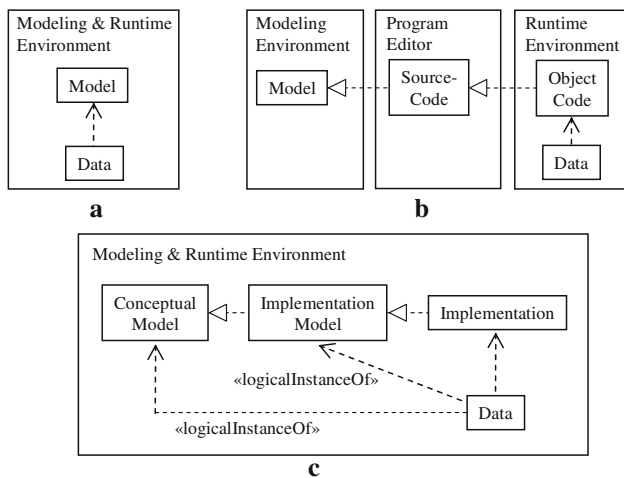 Modeling & Runtime
Environment
Model
Data
a
Modeling
Environment
Model
Program
Editor
Source-
Code
Runtime
Environment
Object
Code
Data
b
Modeling & Runtime Environment
Conceptual
Model
Implementation
Model
Implementation
«logicalInstanceOf»
Data
«logicalInstanceOf»
c